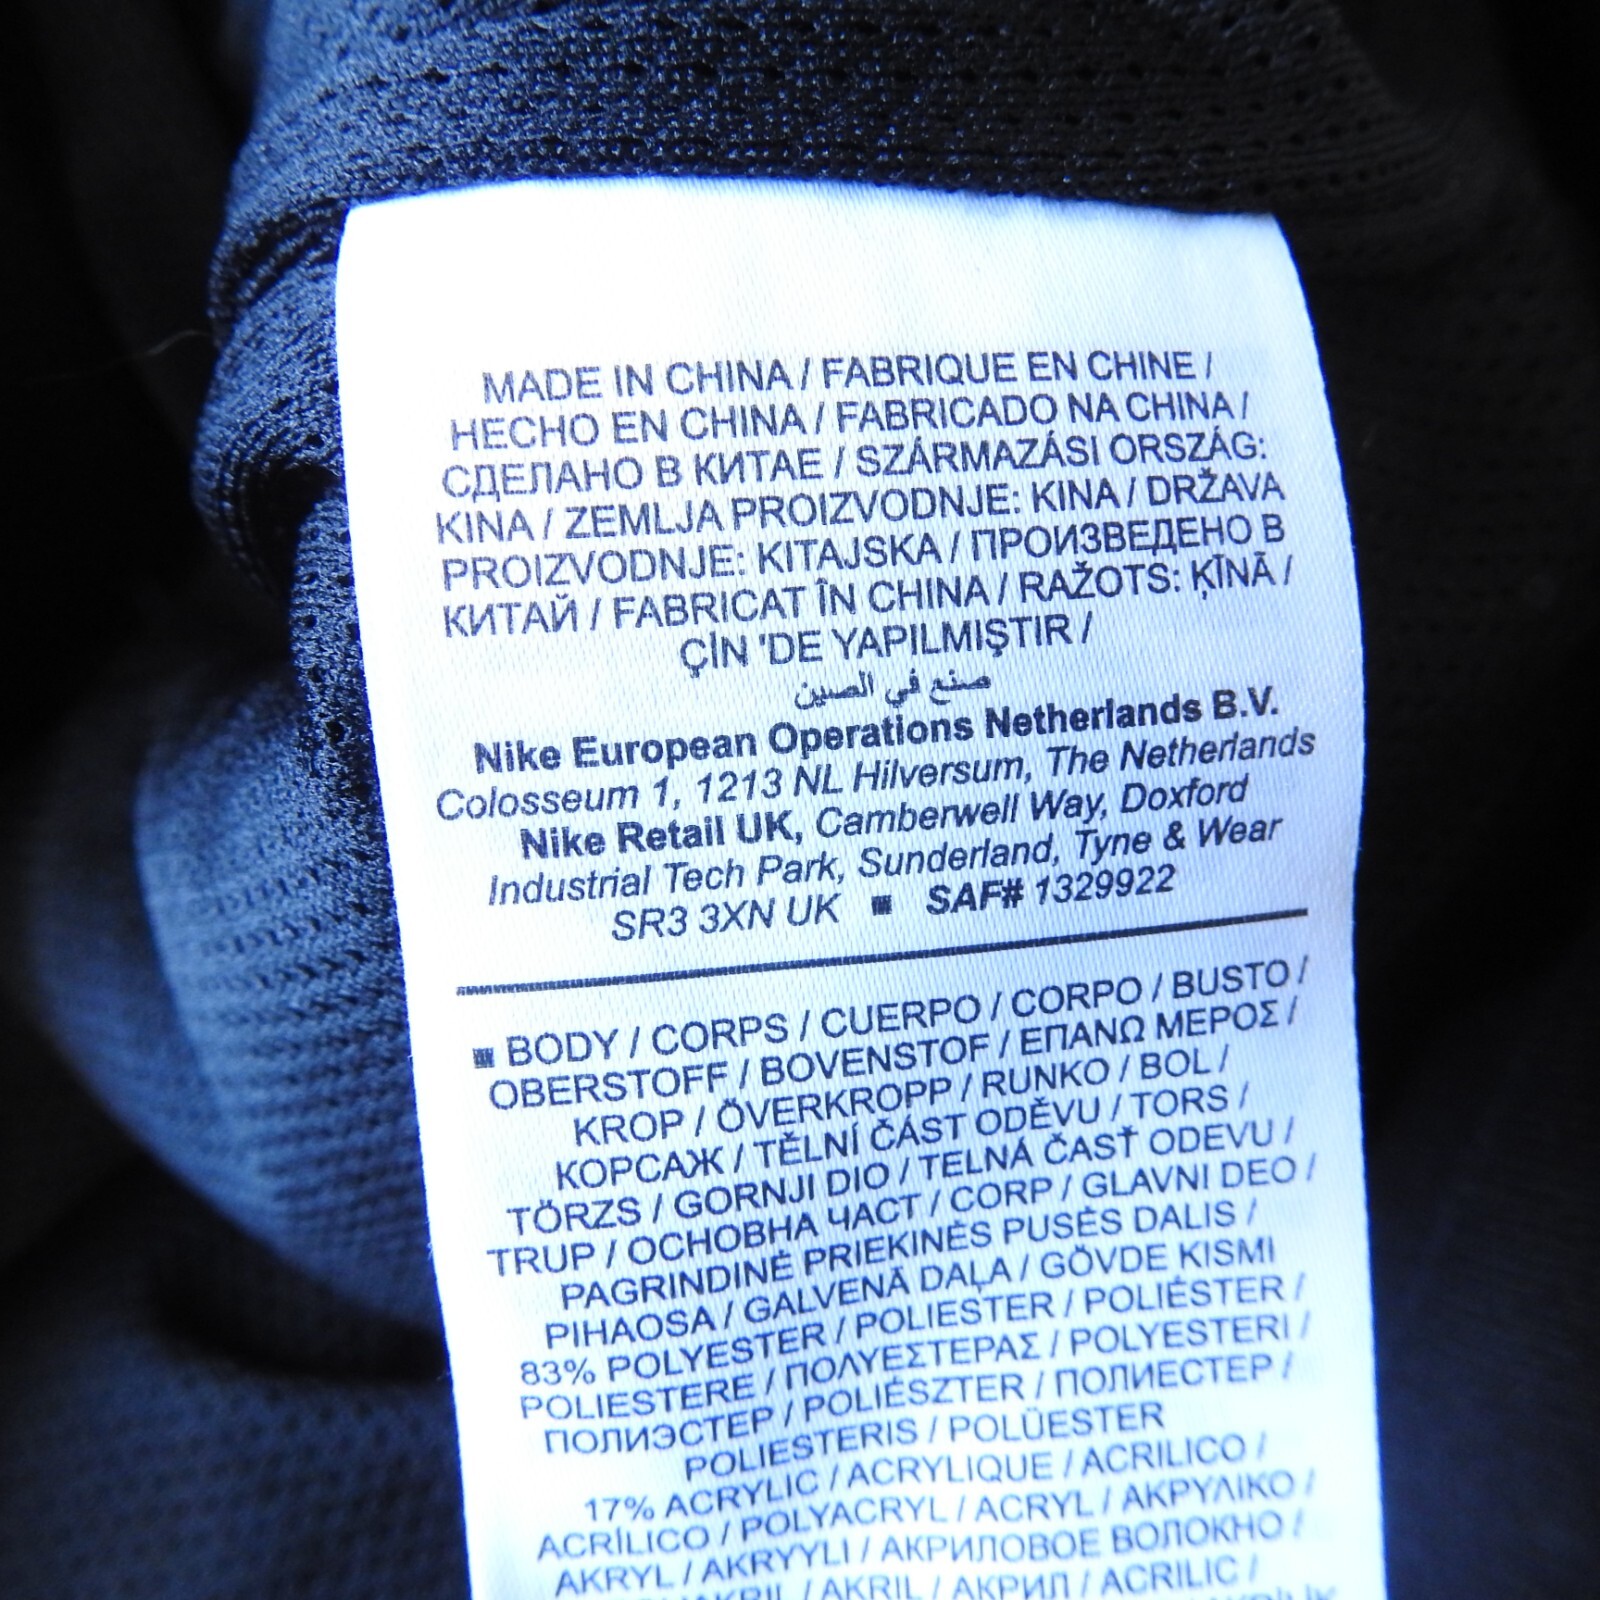 MADE IN CHINA / FABRIQUE EN CHINE /
HECHO EN CHINA / FABRICADO NA CHINA /
СДЕЛАНО В КИТАЕ / SZÁRMAZÁSI ORSZÁG:
KINA / ZEMLJA PROIZVODNJE: KINA / DRŽAVA
PROIZVODNJE: KITAJSKA / ПРОИЗВЕДЕНО В
КИТАЙ / FABRICAT ÎN CHINA / RAŽOTS: ĶĪNĀ /
ÇİN 'DE YAPILMIŞTIR /
صنع في الصين
Nike European Operations Netherlands B.V.
Colosseum 1, 1213 NL Hilversum, The Netherlands
Nike Retail UK, Camberwell Way, Doxford
Industrial Tech Park, Sunderland, Tyne & Wear
SR3 3XN UK ■ SAF# 1329922
■ BODY / CORPS / CUERPO / CORPO / BUSTO /
OBERSTOFF / BOVENSTOF / ΕΠΑΝΩ ΜΕΡΟΣ /
KROP / ÖVERKROPP / RUNKO / BOL /
КОРСАЖ / TĚLNÍ ČÁST ODĚVU / TORS /
TÖRZS / GORNJI DIO / TELNÁ ČASŤ ODEVU /
TRUP / ОСНОВНА ЧАСТ / CORP / GLAVNI DEO /
PAGRINDINĖ PRIEKINĖS PUSĖS DALIS /
PIHAOSA / GALVENĀ DAĻA / GÖVDE KISMI
83% POLYESTER / POLIESTER / POLIÉSTER /
POLIESTERE / ΠΟΛΥΕΣΤΕΡΑΣ / POLYESTERI /
ПОЛИЭСТЕР / POLIÉSZTER / ПОЛИЕСТЕР /
POLIESTERIS / POLÜESTER
17% ACRYLIC / ACRYLIQUE / ACRILICO /
ACRÍLICO / POLYACRYL / ACRYL / ΑΚΡΥΛΙΚΟ /
AKRYL / AKRYYLI / АКРИЛОВОЕ ВОЛОКНО /
/ AKRIL / АКРИЛ / ACRILIC /